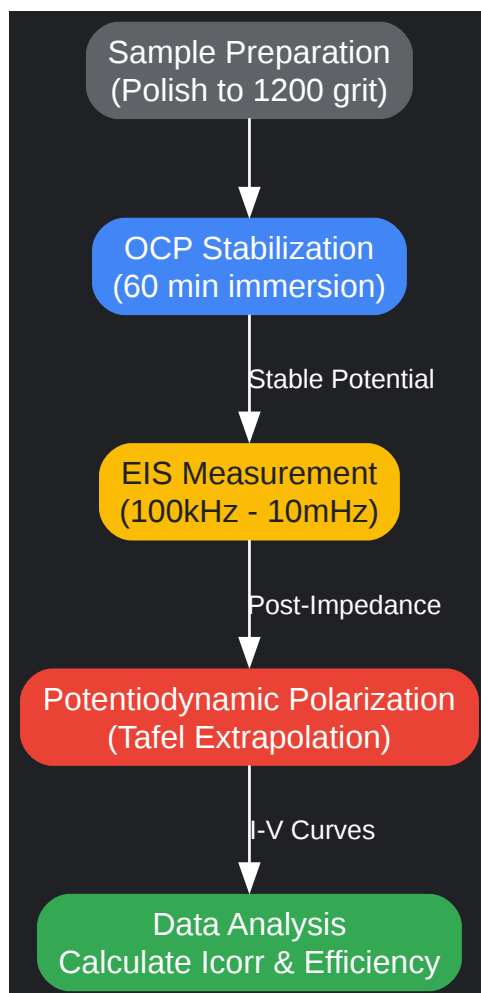 Sample Preparation
(Polish to 1200 grit)
OCP Stabilization
(60 min immersion)
Stable Potential
EIS Measurement
(100kHz - 10mHz)
Post-Impedance
Potentiodynamic Polarization
(Tafel Extrapolation)
I-V Curves
Data Analysis
Calculate Icorr & Efficiency